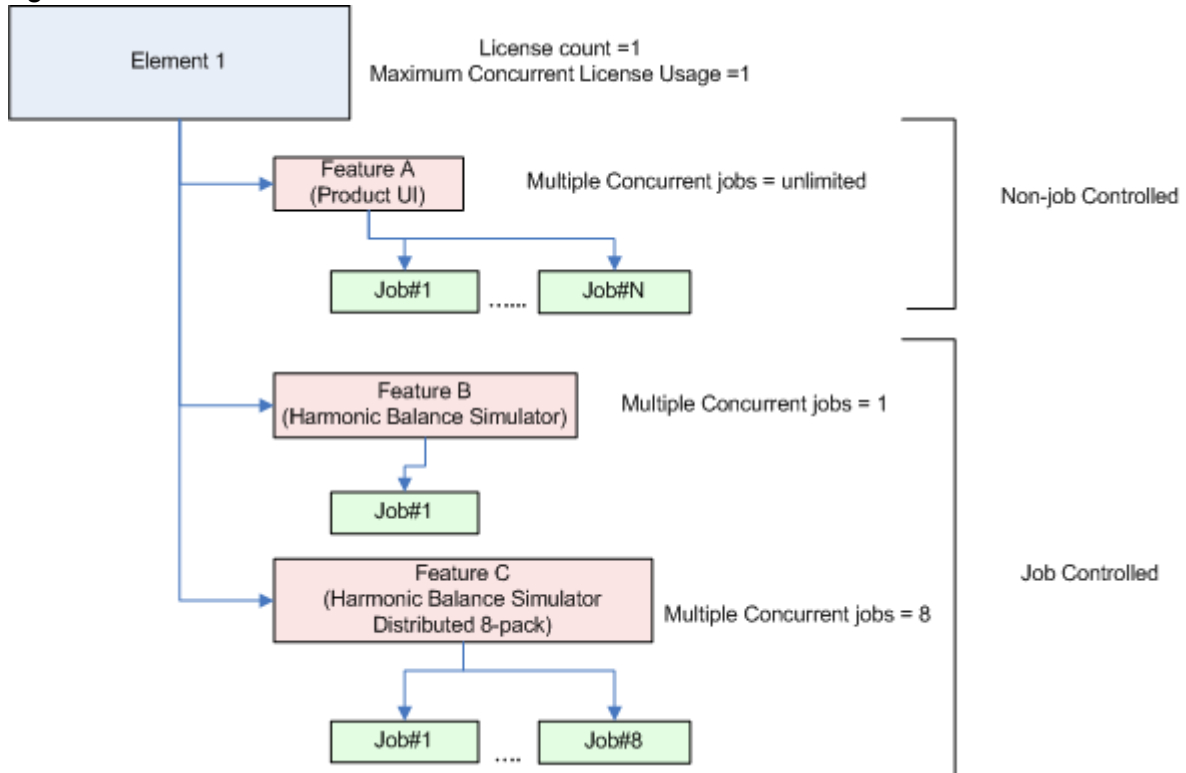 Element 1
License count =1
Maximum Concurrent License Usage =1
Feature A
(Product UI)
Multiple Concurrent jobs = unlimited
Non-job Controlled
Job#1
......
Job#N
Feature B
(Harmonic Balance Simulator)
Multiple Concurrent jobs = 1
Job#1
Feature C
(Harmonic Balance Simulator
Distributed 8-pack)
Multiple Concurrent jobs = 8
Job Controlled
Job#1
....
Job#8